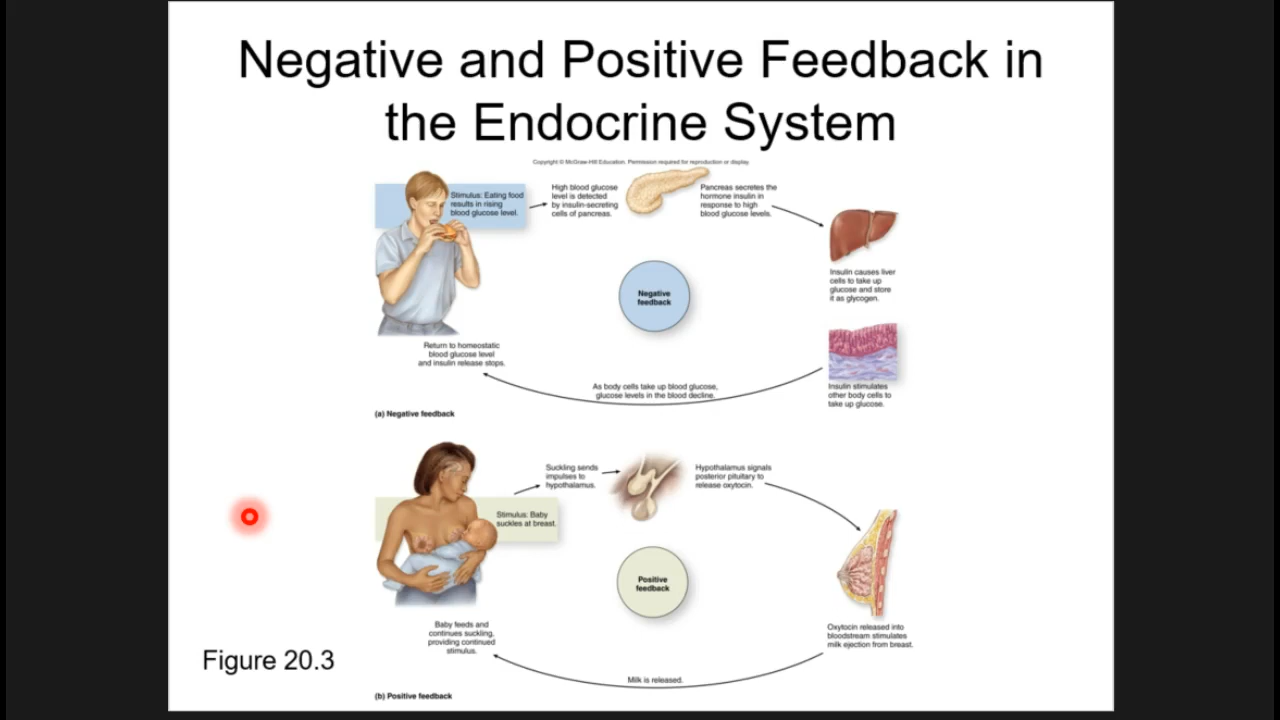 Negative and Positive Feedback in
the Endocrine System
Copyright © McGraw-Hill Education. Permission required for reproduction or display.
Stimulus: Eating food
results in rising
blood glucose level.
High blood glucose
level is detected
by insulin-secreting
cells of pancreas.
Pancreas secretes the
hormone insulin in
response to high
blood glucose levels.
Insulin causes liver
cells to take up
glucose and store
it as glycogen.
Negative
feedback
Insulin stimulates
other body cells to
take up glucose.
As body cells take up blood glucose,
glucose levels in the blood decline.
Return to homeostatic
blood glucose level
and insulin release stops.
(a) Negative feedback
Stimulus: Baby
suckles at breast.
Suckling sends
impulses to
hypothalamus.
Hypothalamus signals
posterior pituitary to
release oxytocin.
Positive
feedback
Oxytocin released into
bloodstream stimulates
milk ejection from breast.
Milk is released.
Baby feeds and
continues suckling,
providing continued
stimulus.
(b) Positive feedback
Figure 20.3